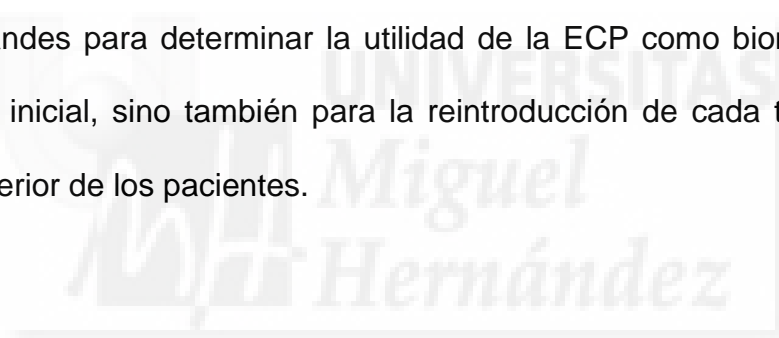 andes para determinar la utilidad de la ECP como bior
UNIVERSITAS
inicial, sino también para la reintroducción de cada t
Miguel
erior de los pacientes.
Hernández